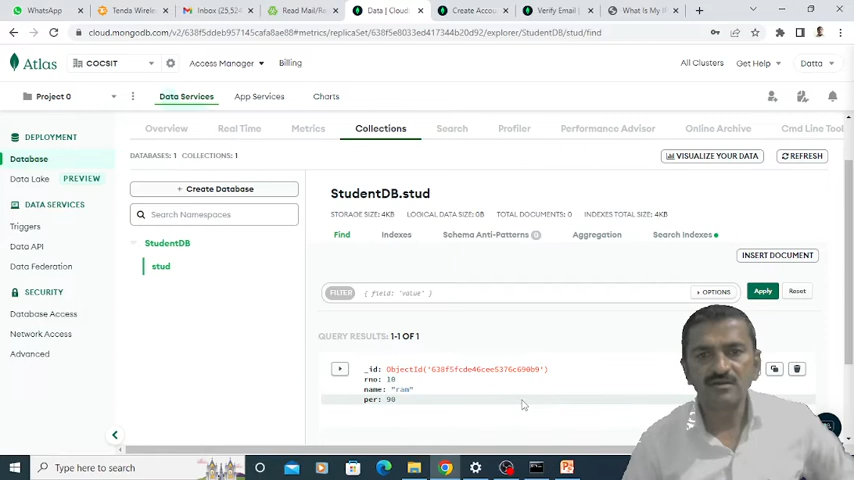 WhatsApp
Tenda Wireless
Inbox (25,524
Read Mail/Re
Data | Cloud:
Create Accou
Verify Email |
What Is My IP
cloud.mongodb.com/v2/638f5ddeb957145cafa8ae88#metrics/replicaSet/638f5e8033ed417344b20d92/explorer/StudentDB/stud/find
Atlas
COCSIT
Access Manager
Billing
All Clusters
Get Help
Datta
Project 0
Data Services
App Services
Charts
DEPLOYMENT
Database
Data Lake
PREVIEW
DATA SERVICES
Triggers
Data API
Data Federation
SECURITY
Database Access
Network Access
Advanced
Overview
Real Time
Metrics
Collections
Search
Profiler
Performance Advisor
Online Archive
Cmd Line Tool
DATABASES: 1 COLLECTIONS: 1
VISUALIZE YOUR DATA
REFRESH
+ Create Database
Search Namespaces
StudentDB
stud
StudentDB.stud
STORAGE SIZE: 4KB LOGICAL DATA SIZE: 0B TOTAL DOCUMENTS: 0 INDEXES TOTAL SIZE: 4KB
Find
Indexes
Schema Anti-Patterns 0
Aggregation
Search Indexes
INSERT DOCUMENT
FILTER { field: 'value' }
OPTIONS
Apply
Reset
QUERY RESULTS: 1-1 OF 1
_id: ObjectId('638f5fcde46cee5376c690b9')
rno: 10
name: "ram"
per: 90
Type here to search